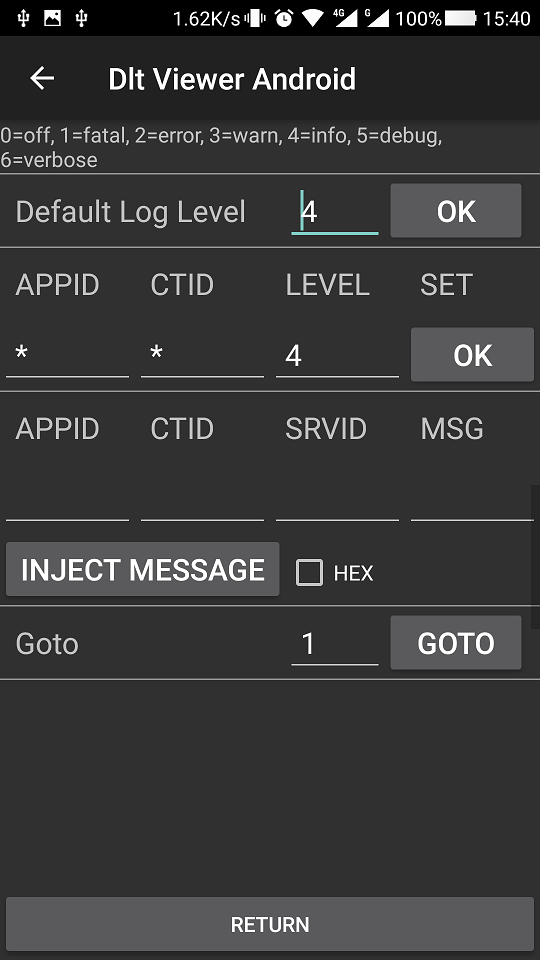 1.62K/s 4G G 100% 15:40
Dlt Viewer Android
0=off, 1=fatal, 2=error, 3=warn, 4=info, 5=debug,
6=verbose
Default Log Level 4 OK
APPID CTID LEVEL SET
* * 4 OK
APPID CTID SRVID MSG
INJECT MESSAGE HEX
Goto 1 GOTO
RETURN